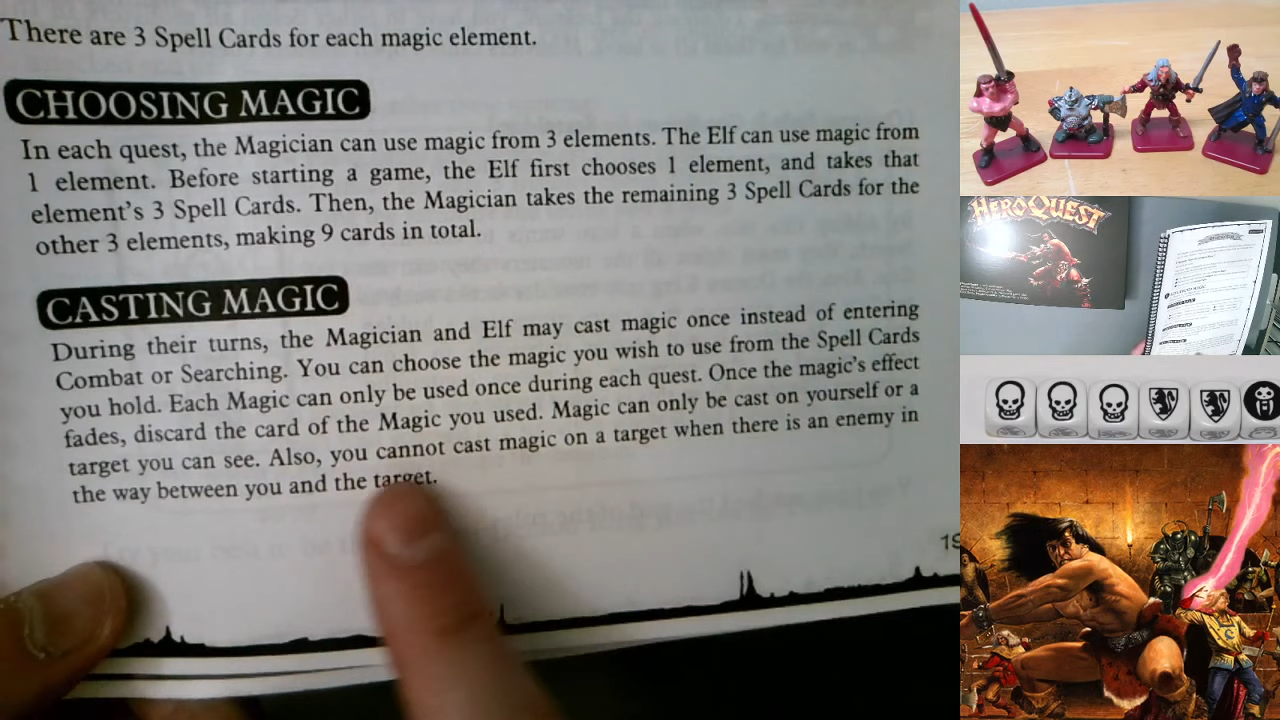 There are 3 Spell Cards for each magic element.
CHOOSING MAGIC
In each quest, the Magician can use magic from 3 elements. The Elf can use magic from
1 element. Before starting a game, the Elf first chooses 1 element, and takes that
element's 3 Spell Cards. Then, the Magician takes the remaining 3 Spell Cards for the
other 3 elements, making 9 cards in total.
CASTING MAGIC
During their turns, the Magician and Elf may cast magic once instead of entering
Combat or Searching. You can choose the magic you wish to use from the Spell Cards
you hold. Each Magic can only be used once during each quest. Once the magic's effect
fades, discard the card of the Magic you used. Magic can only be cast on yourself or a
target you can see. Also, you cannot cast magic on a target when there is an enemy in
the way between you and the target.
19
HEROQUEST